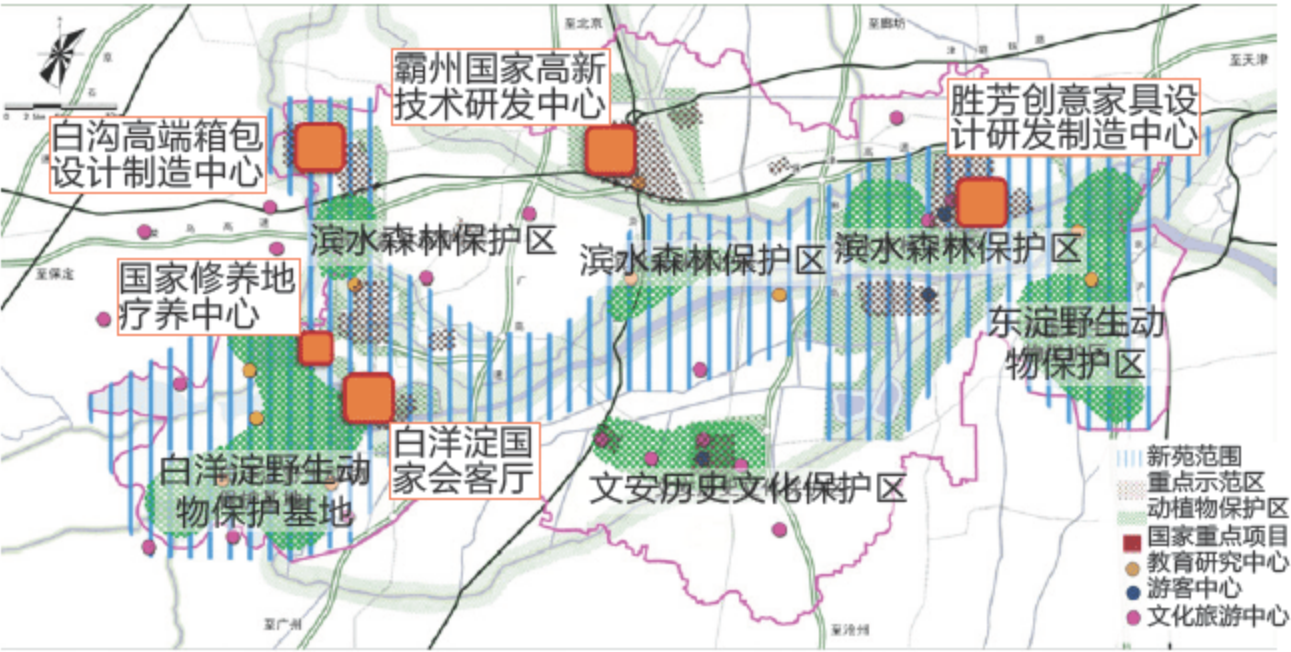 至北京
至廊坊
津霸铁路
至天津
霸州国家高新
技术研发中心
胜芳创意家具设
计研发制造中心
白沟高端箱包
设计制造中心
滨水森林保护区
滨水森林保护区
滨水森林保护区
至保定
国家修养地
疗养中心
东淀野生动
物保护区
白洋淀国
家会客厅
白洋淀野生动
物保护基地
文安历史文化保护区
新苑范围
重点示范区
动植物保护区
国家重点项目
教育研究中心
游客中心
文化旅游中心
至广州
至沧州